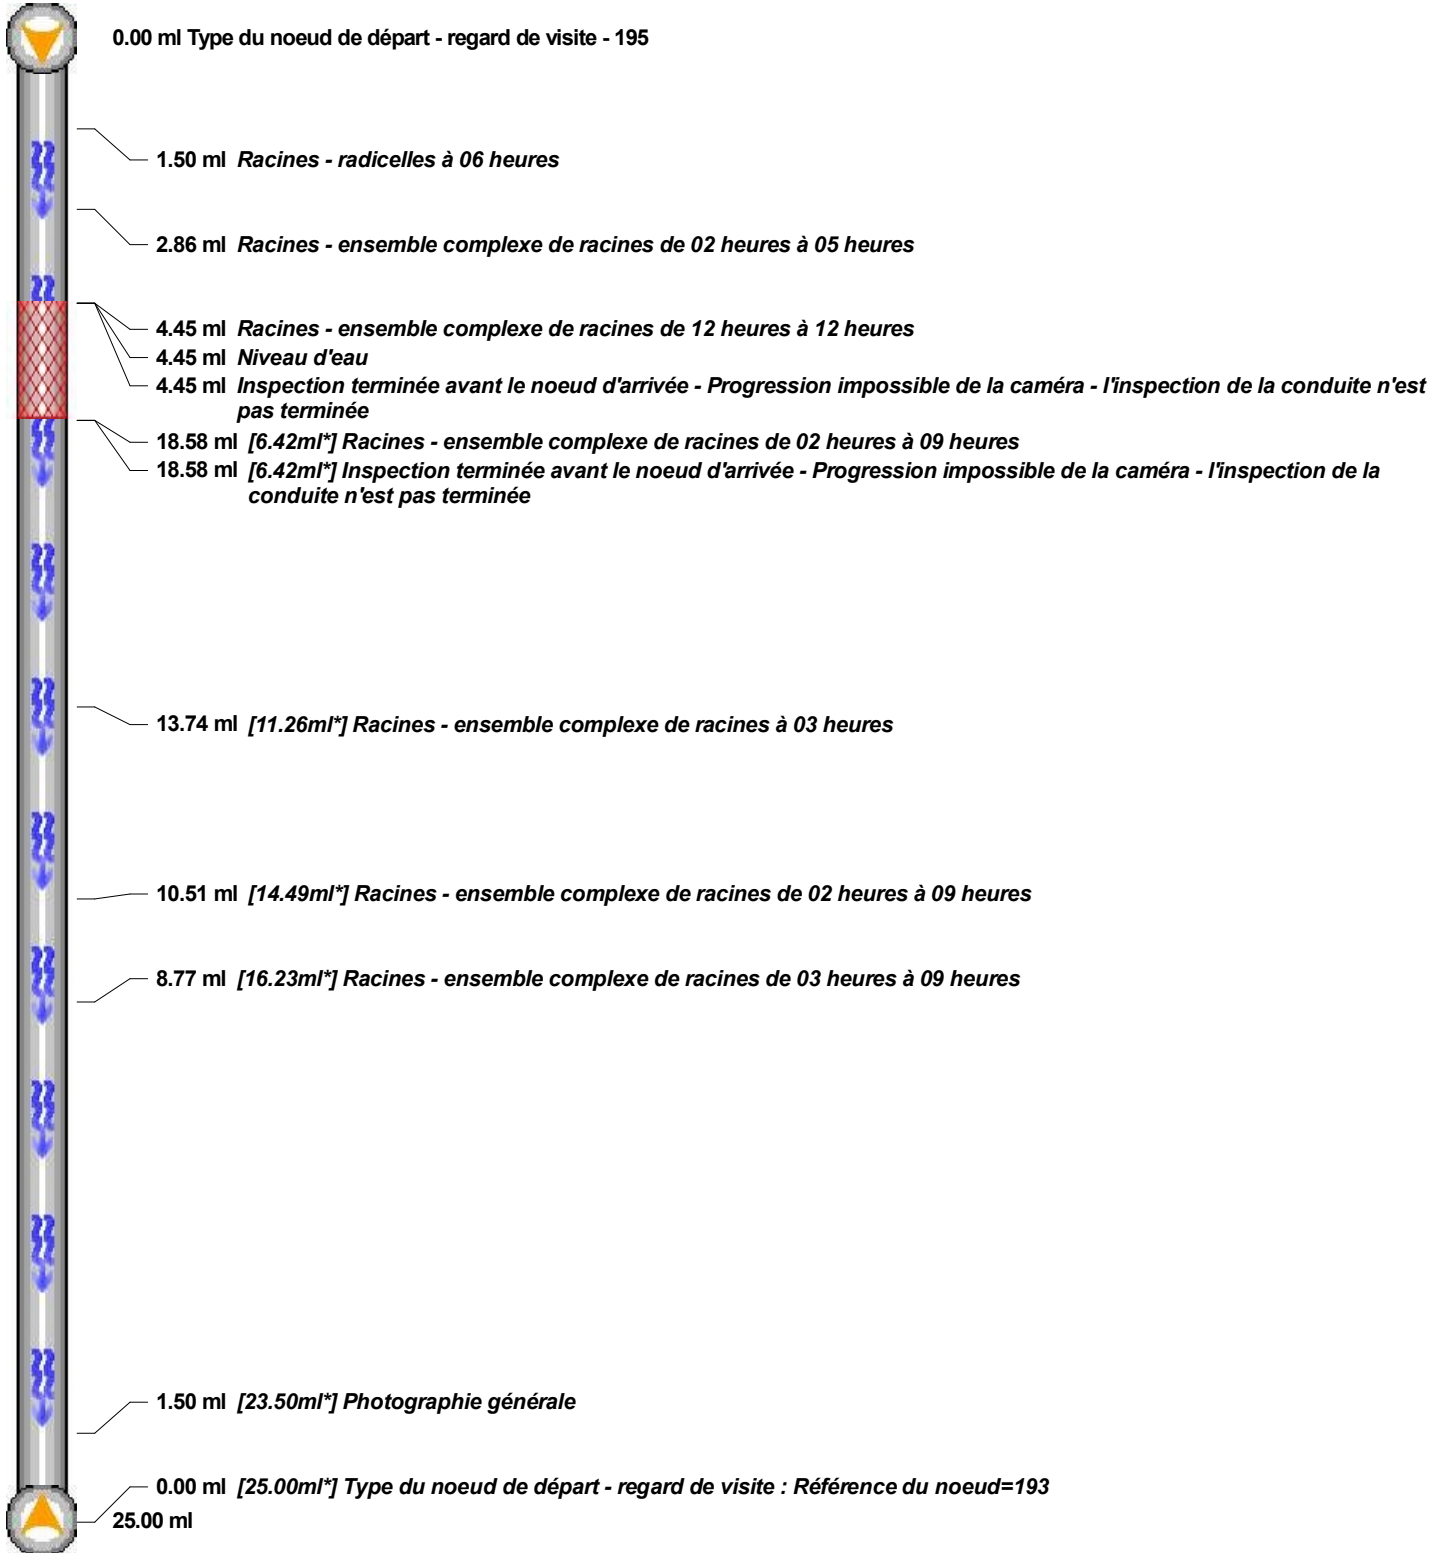 0.00 ml Type du noeud de départ - regard de visite - 195
1.50 ml Racines - radicelles à 06 heures
2.86 ml Racines - ensemble complexe de racines de 02 heures à 05 heures
4.45 ml Racines - ensemble complexe de racines de 12 heures à 12 heures
4.45 ml Niveau d'eau
4.45 ml Inspection terminée avant le noeud d'arrivée - Progression impossible de la caméra - l'inspection de la conduite n'est
pas terminée
18.58 ml [6.42ml*] Racines - ensemble complexe de racines de 02 heures à 09 heures
18.58 ml [6.42ml*] Inspection terminée avant le noeud d'arrivée - Progression impossible de la caméra - l'inspection de la
conduite n'est pas terminée
13.74 ml [11.26ml*] Racines - ensemble complexe de racines à 03 heures
10.51 ml [14.49ml*] Racines - ensemble complexe de racines de 02 heures à 09 heures
8.77 ml [16.23ml*] Racines - ensemble complexe de racines de 03 heures à 09 heures
1.50 ml [23.50ml*] Photographie générale
0.00 ml [25.00ml*] Type du noeud de départ - regard de visite : Référence du noeud=193
25.00 ml